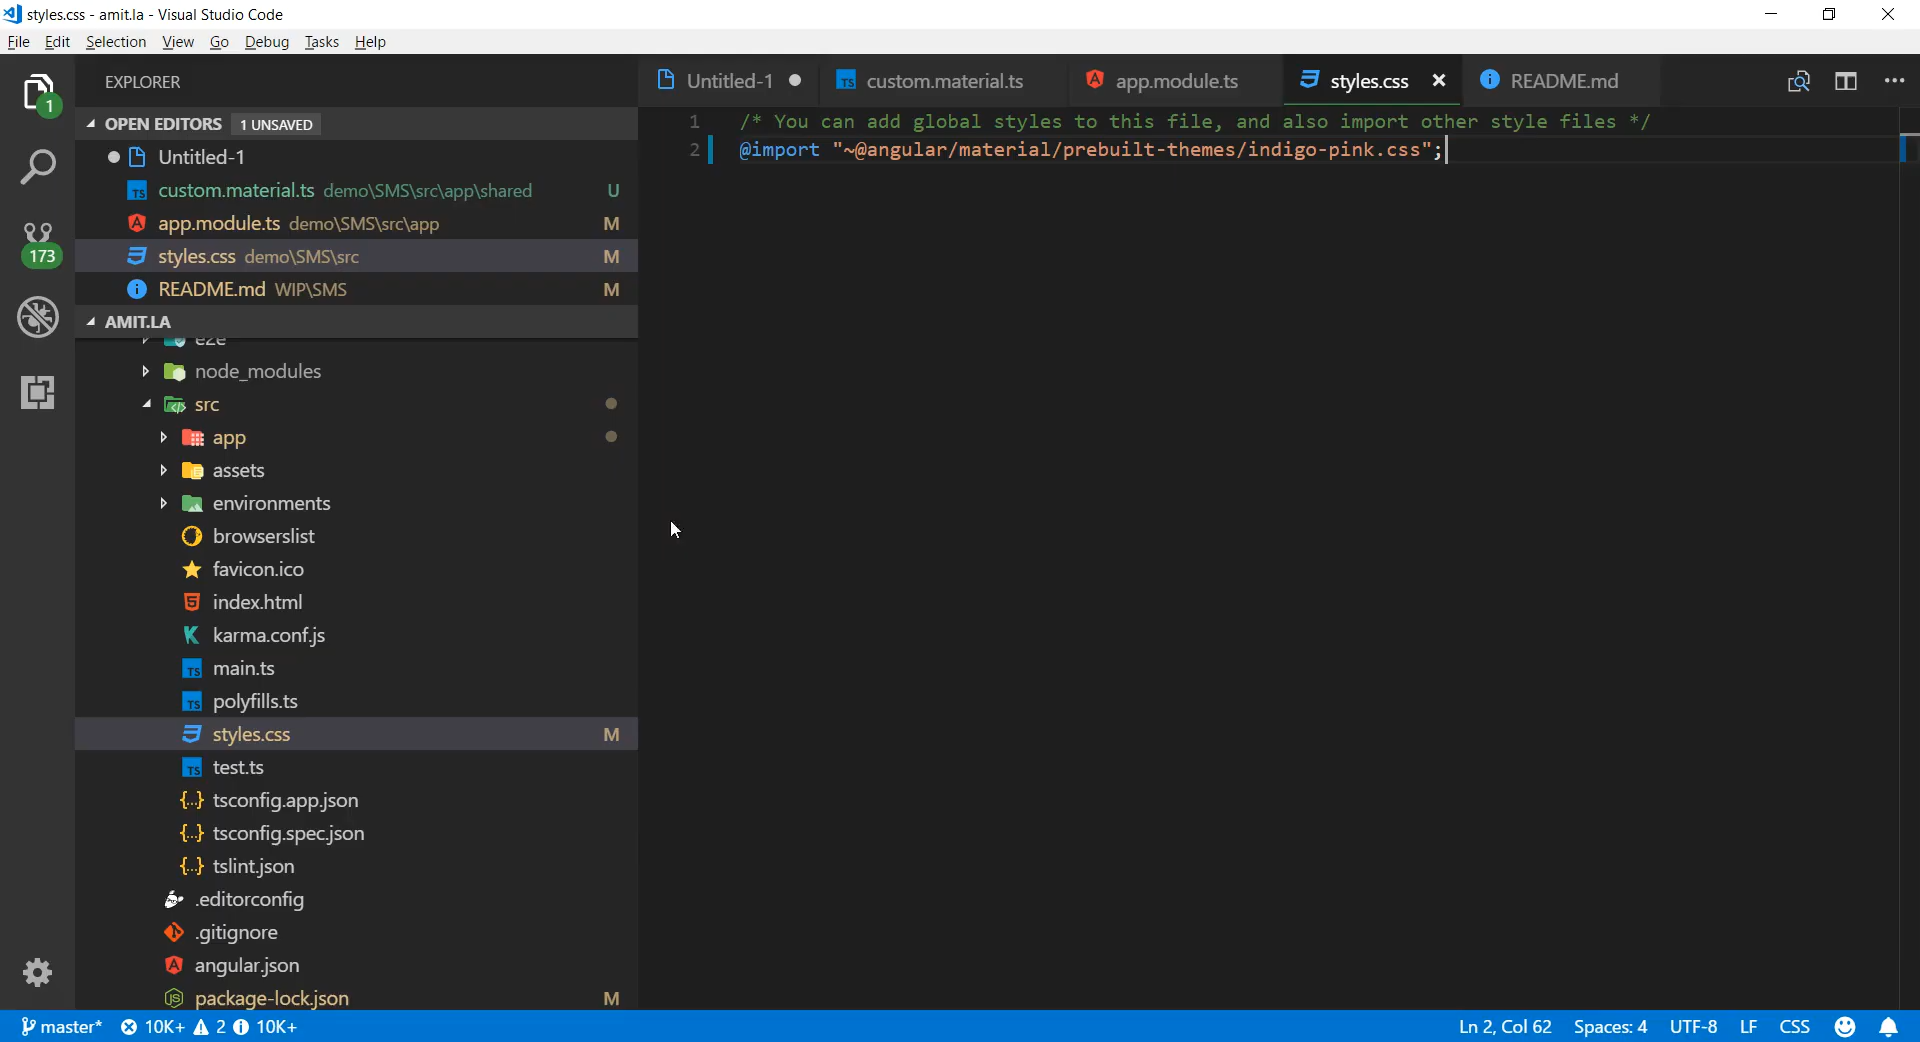 styles.css - amit.la - Visual Studio Code
File Edit Selection View Go Debug Tasks Help
EXPLORER
1
OPEN EDITORS 1 UNSAVED
Untitled-1
custom.material.ts demo\SMS\src\app\shared U
app.module.ts demo\SMS\src\app M
styles.css demo\SMS\src M
README.md WIP\SMS M
173
AMIT.LA
e2e
node_modules
src
app
assets
environments
browserslist
favicon.ico
index.html
karma.conf.js
main.ts
polyfills.ts
styles.css M
test.ts
tsconfig.app.json
tsconfig.spec.json
tslint.json
.editorconfig
.gitignore
angular.json
package-lock.json M
Untitled-1 custom.material.ts app.module.ts styles.css README.md
1 /* You can add global styles to this file, and also import other style files */
2 @import "~@angular/material/prebuilt-themes/indigo-pink.css";
master* 10K+ 2 10K+ Ln 2, Col 62 Spaces: 4 UTF-8 LF CSS